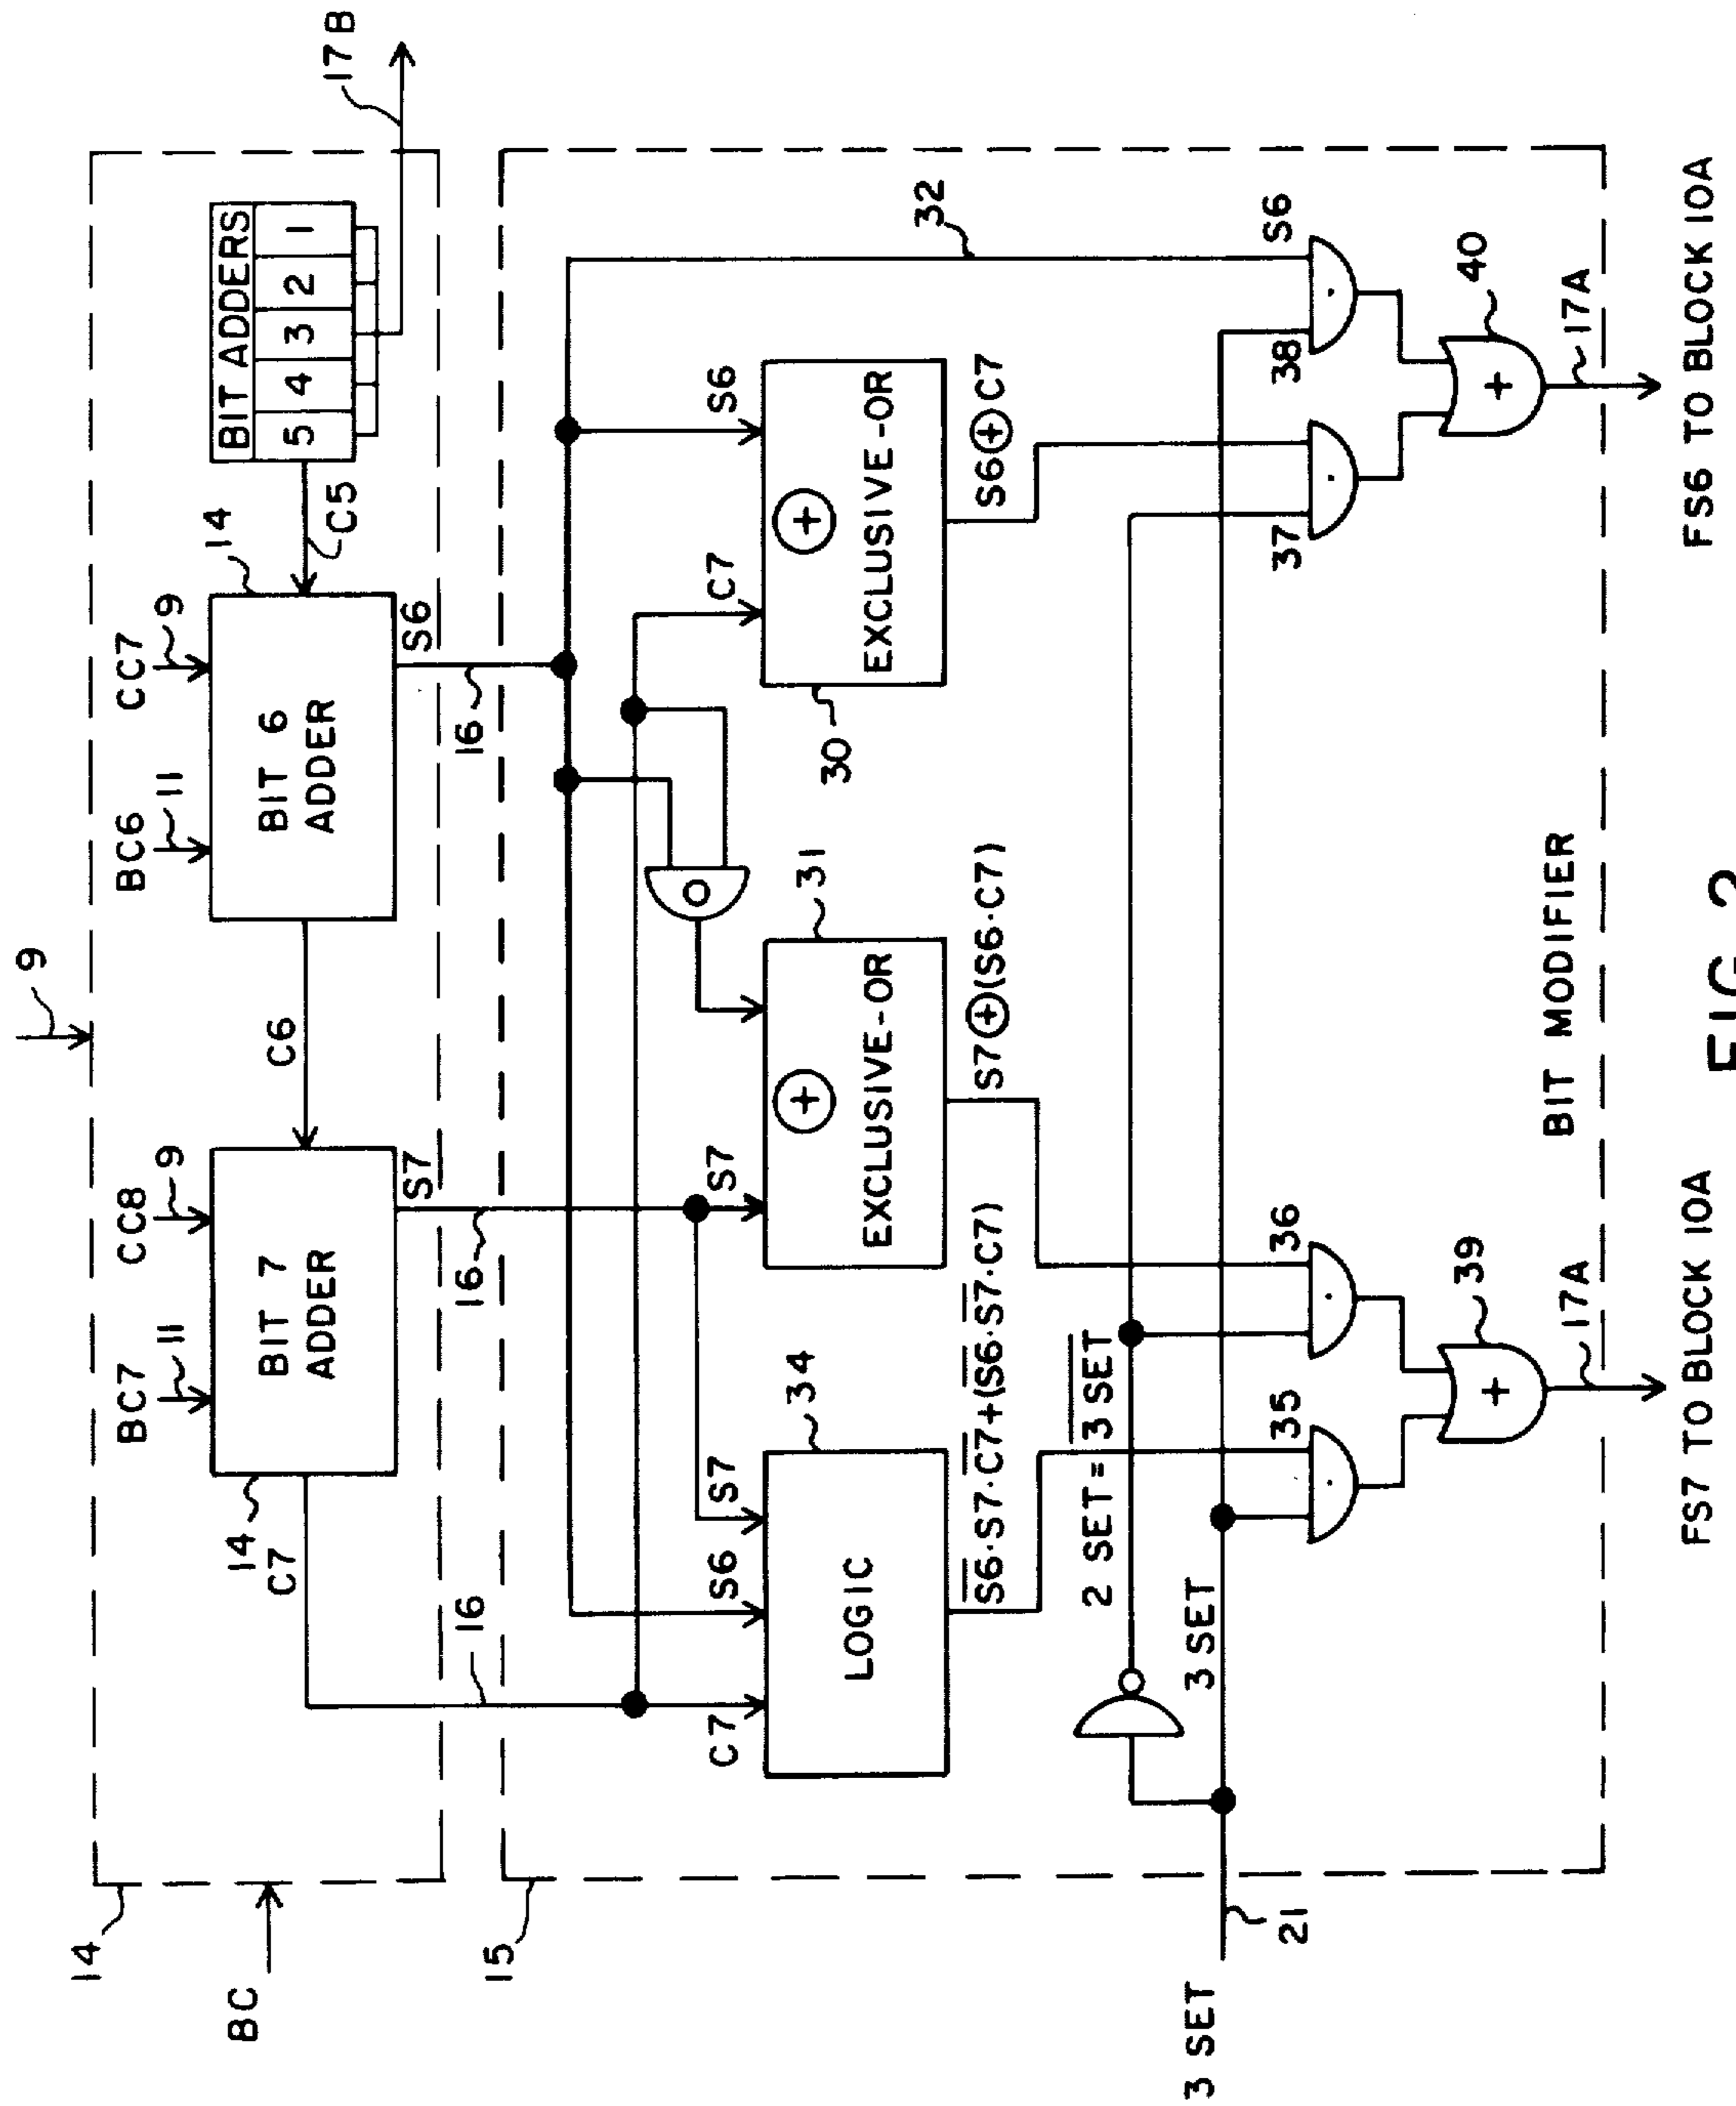 9
14
BC
BC7
11
CC8
9
BC6
11
CC7
9
17B
BIT 7
ADDER
C6
BIT 6
ADDER
14
C5
BIT ADDERS
5 4 3 2 1
14
C7
S7
S6
16
16
16
15
C7
S6
S7
34
S7
31
C7
S6
30
32
LOGIC
⊕
EXCLUSIVE-OR
⊕
EXCLUSIVE-OR
S̅6̅·S7·C̅7̅+(S̅6̅·S̅7̅·C7)
S7⊕(S6·C7)
S6⊕C7
2 SET = 3̅ ̅S̅E̅T̅
3 SET
3 SET
21
35
36
37
38
S6
·
·
·
·
+
39
+
40
17A
17A
BIT MODIFIER
FS7 TO BLOCK 10A
FS6 TO BLOCK 10A